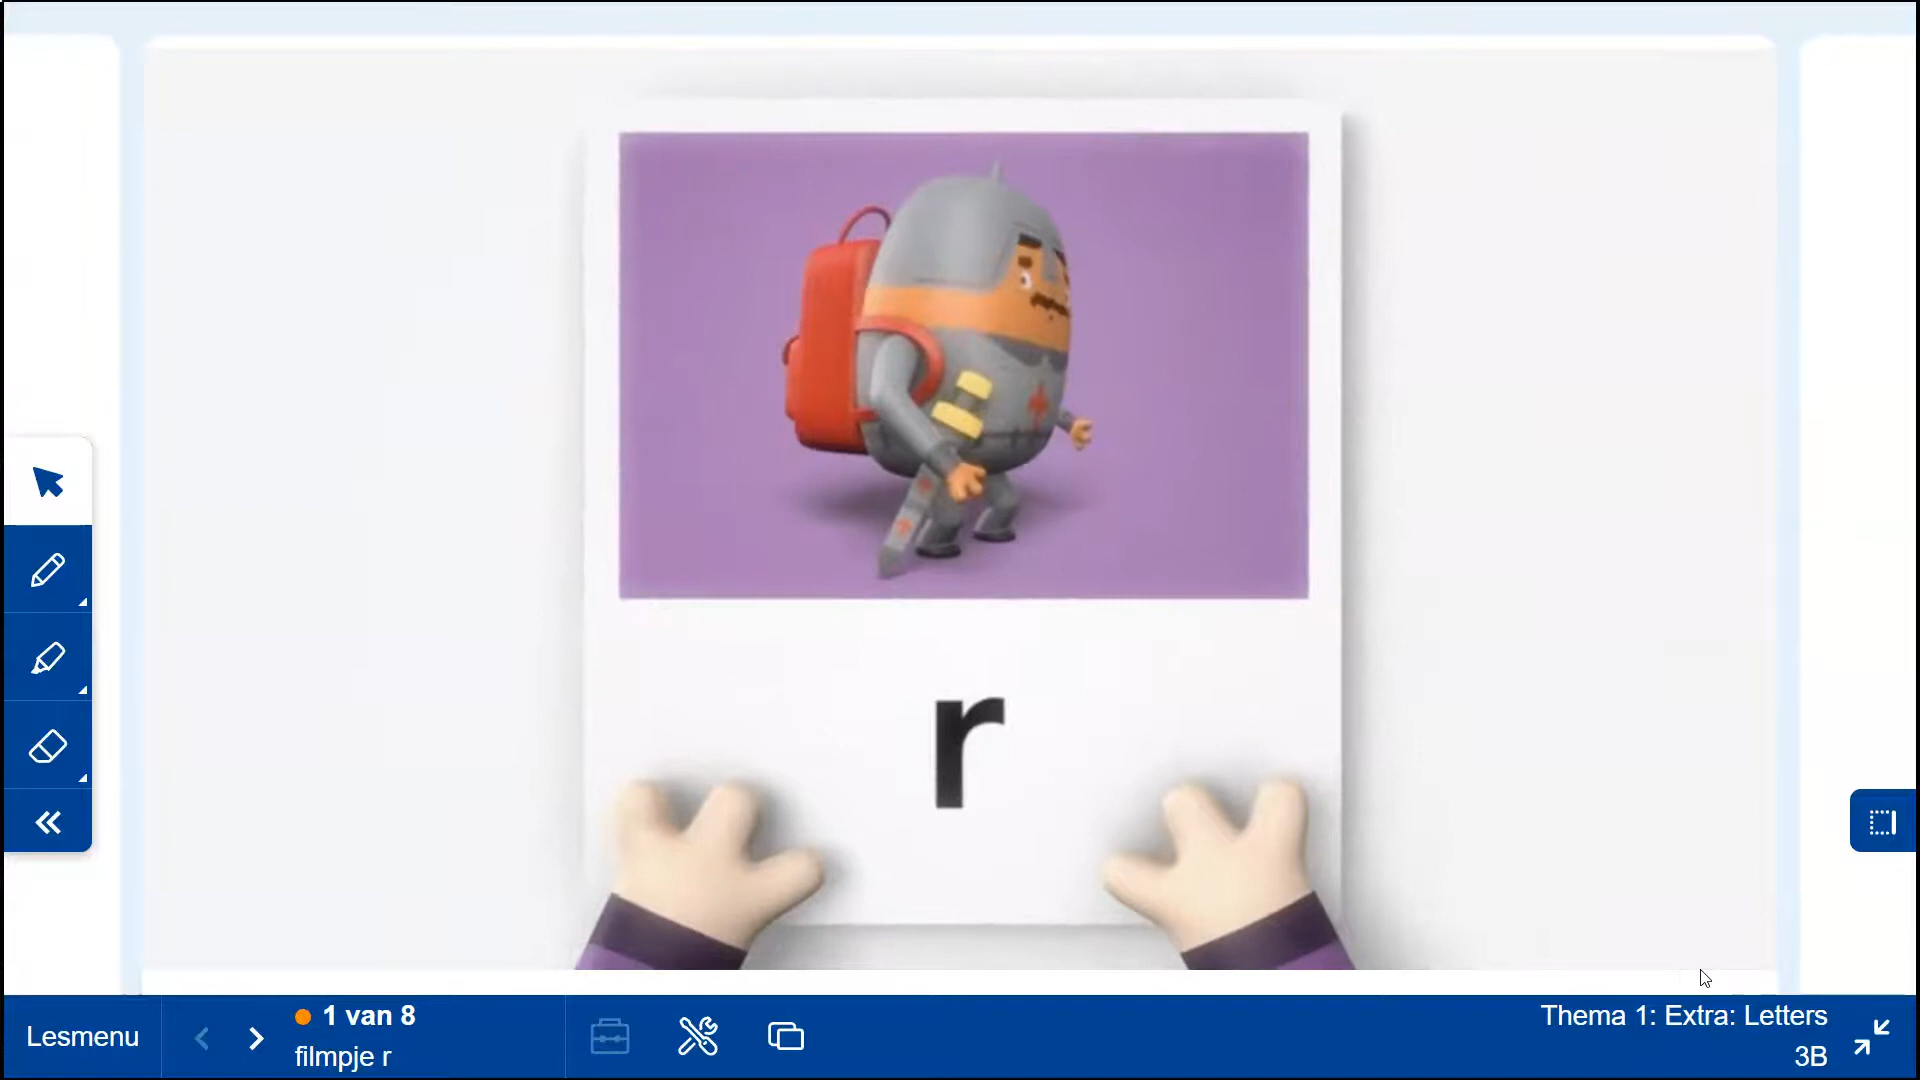 r
Lesmenu
1 van 8
filmpje r
Thema 1: Extra: Letters
3B